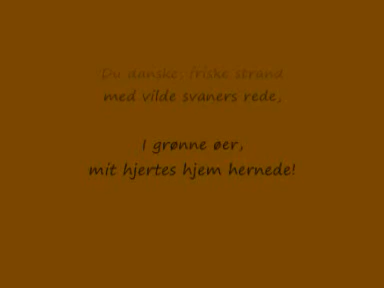 Du danske, friske strand
med vilde svaners rede,
I grønne øer,
mit hjertes hjem hernede!